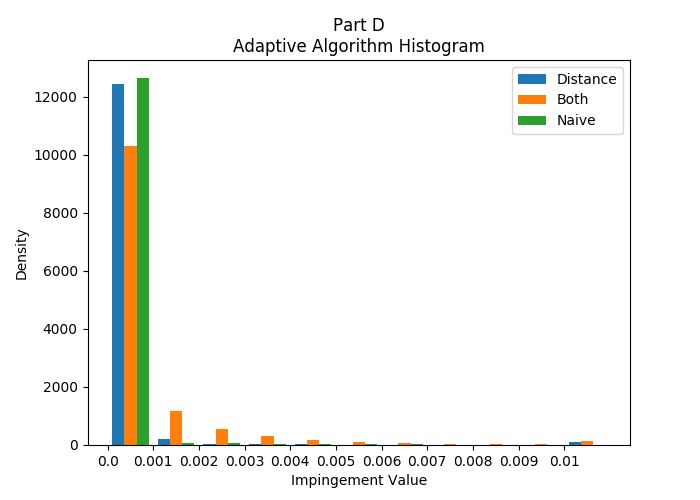 Part D
Adaptive Algorithm Histogram
Distance
Both
Naive
12000
10000
8000
6000
4000
2000
0
Density
0.0 0.001 0.002 0.003 0.004 0.005 0.006 0.007 0.008 0.009 0.01
Impingement Value